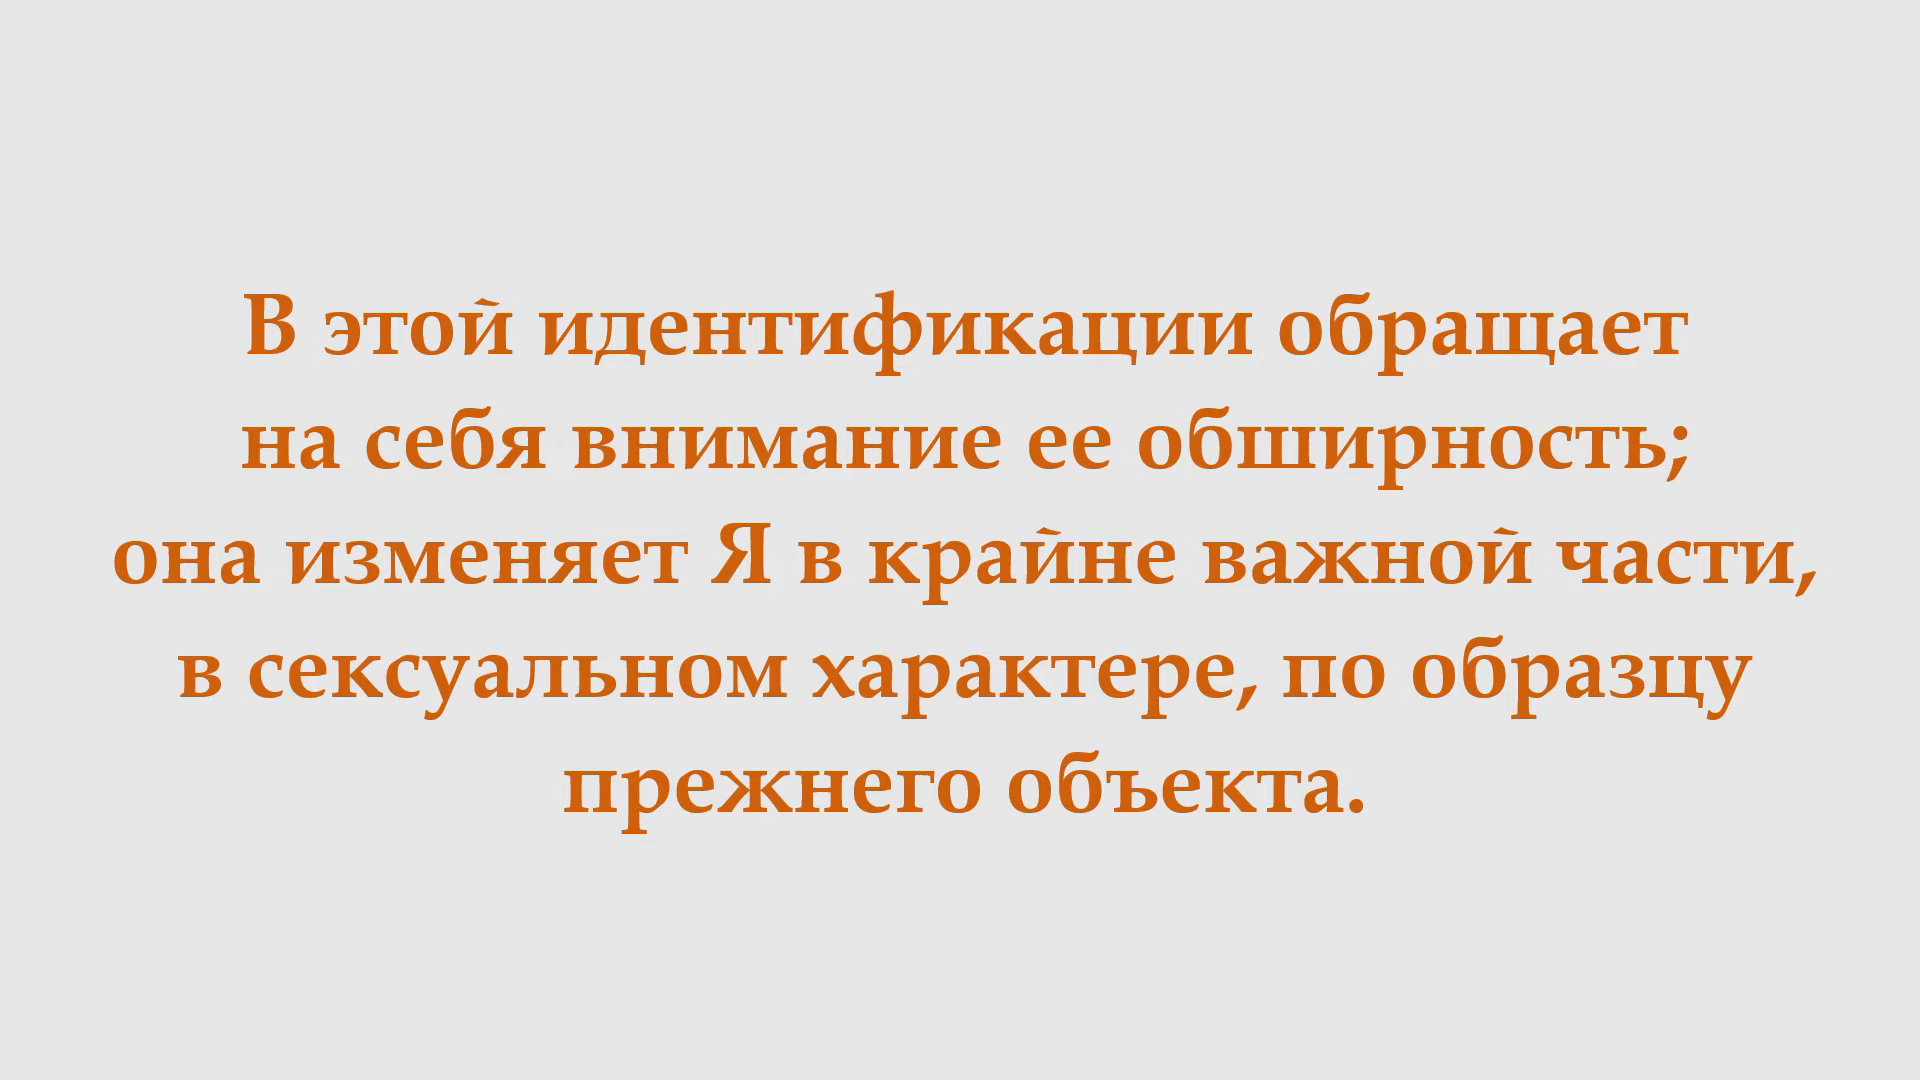 В этой идентификации обращает
на себя внимание ее обширность;
она изменяет Я в крайне важной части,
в сексуальном характере, по образцу
прежнего объекта.